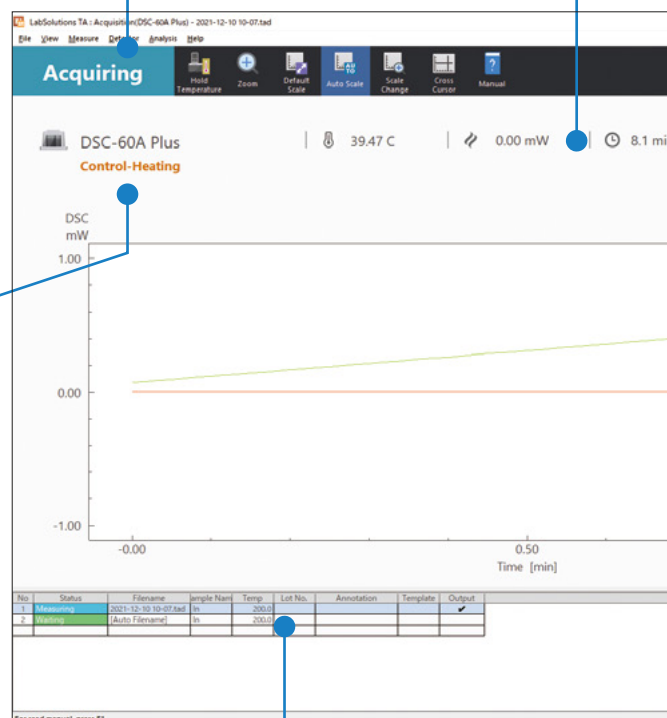 LabSolutions TA : Acquisition(DSC-60A Plus) - 2021-12-10 10-07.tad
File View Measure Detector Analysis Help
Acquiring
Hold Temperature
Zoom
Default Scale
Auto Scale
Scale Change
Cross Cursor
Manual
DSC-60A Plus
39.47 C
0.00 mW
8.1 mi
Control-Heating
DSC
mW
1.00
0.00
-1.00
-0.00 0.50
Time [min]
No Status Filename ample Nam Temp Lot No. Annotation Template Output
1 Measuring 2021-12-10 10-07.tad In 200.0 ✔
2 Waiting [Auto Filename] In 200.0